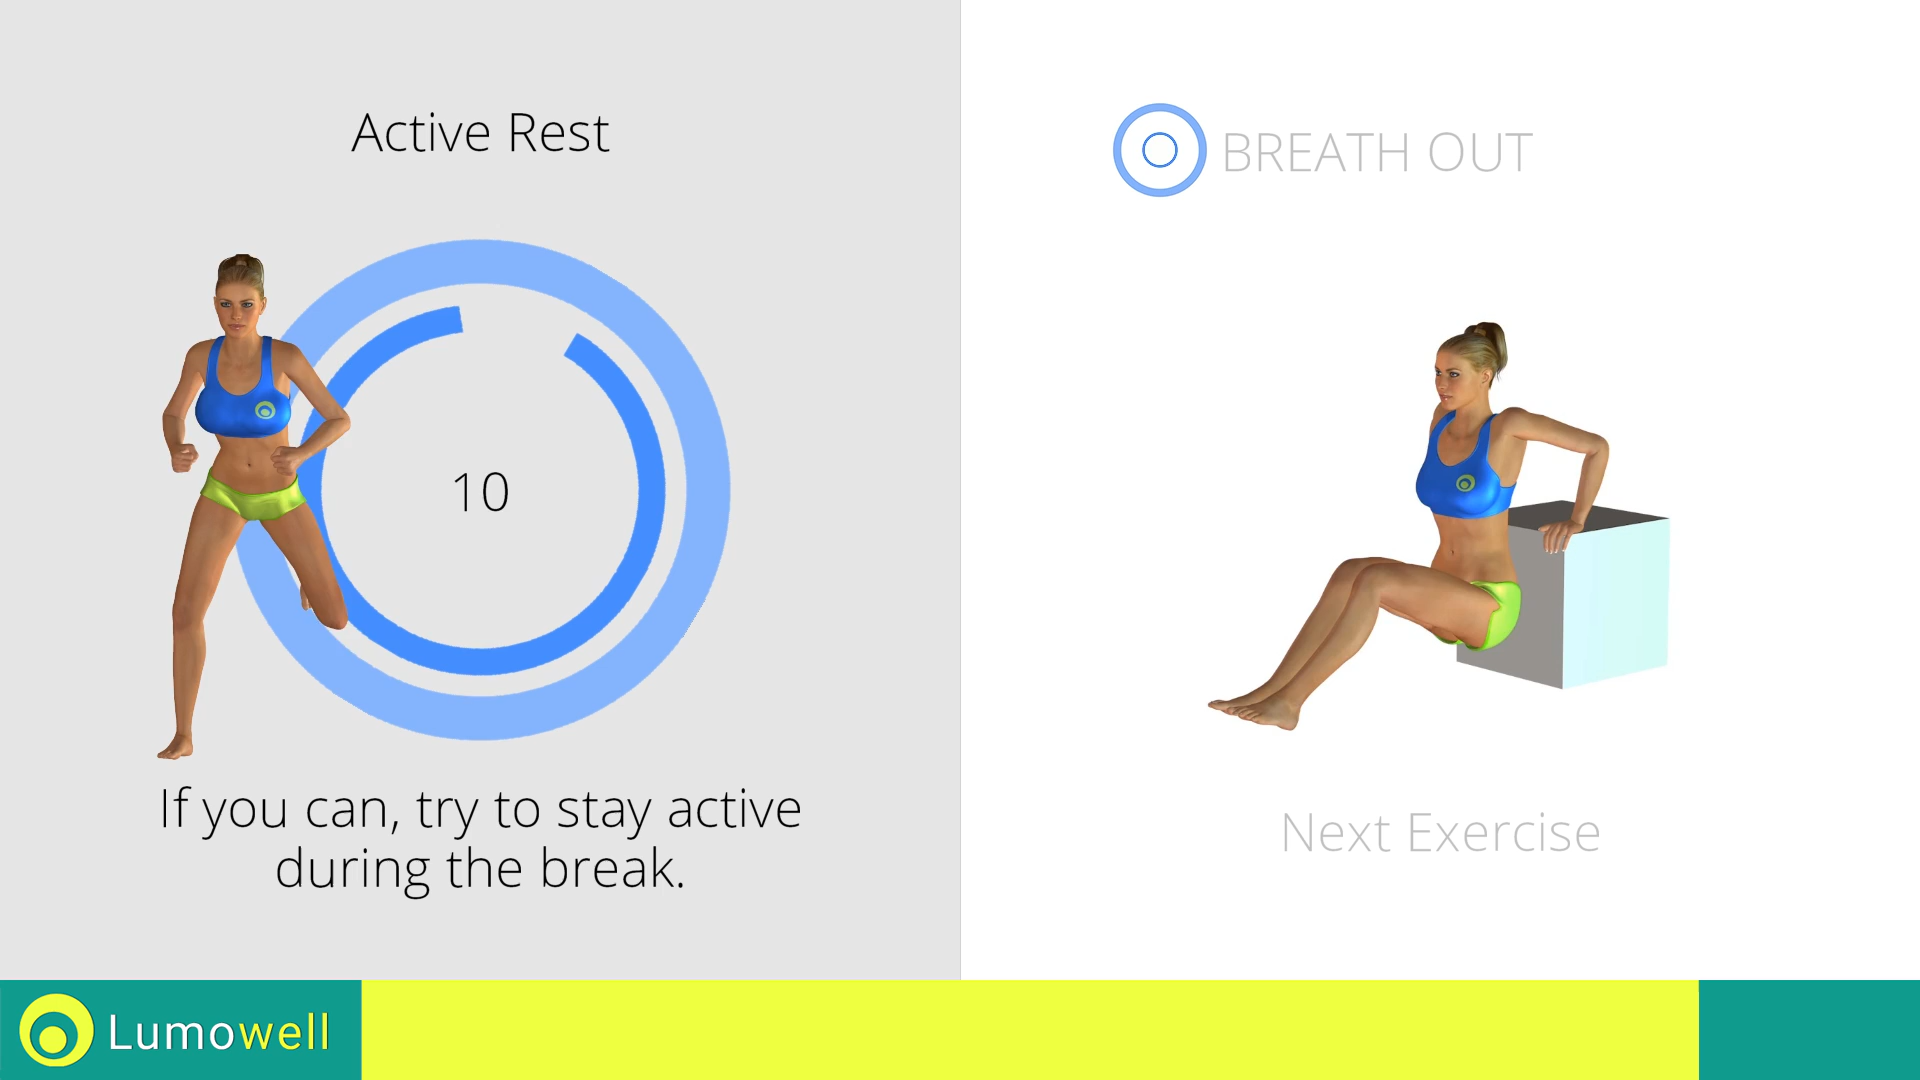 Active Rest
10
If you can, try to stay active
during the break.
BREATH OUT
Next Exercise
Lumowell